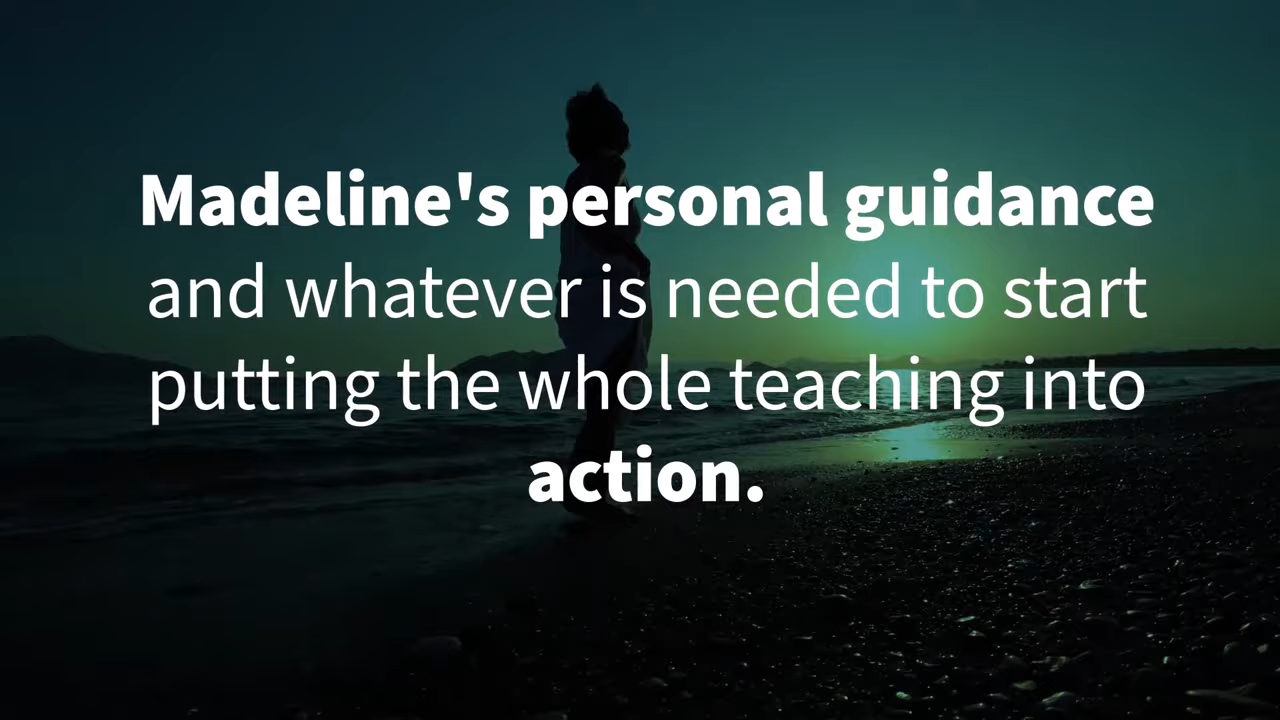 Madeline's personal guidance
and whatever is needed to start
putting the whole teaching into
action.